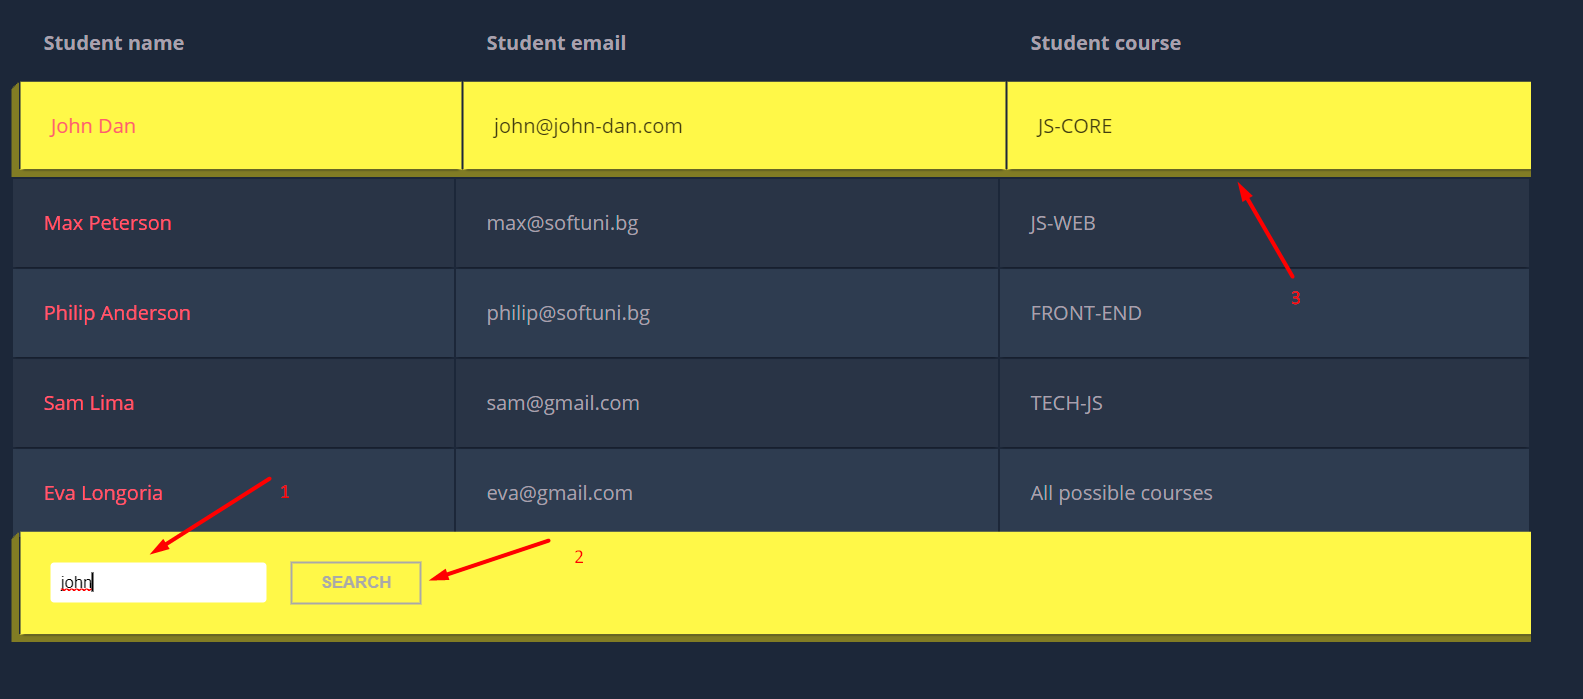 Student name Student email Student course
John Dan john@john-dan.com JS-CORE
Max Peterson max@softuni.bg JS-WEB
Philip Anderson philip@softuni.bg FRONT-END
3
Sam Lima sam@gmail.com TECH-JS
Eva Longoria eva@gmail.com All possible courses
1
2
john SEARCH